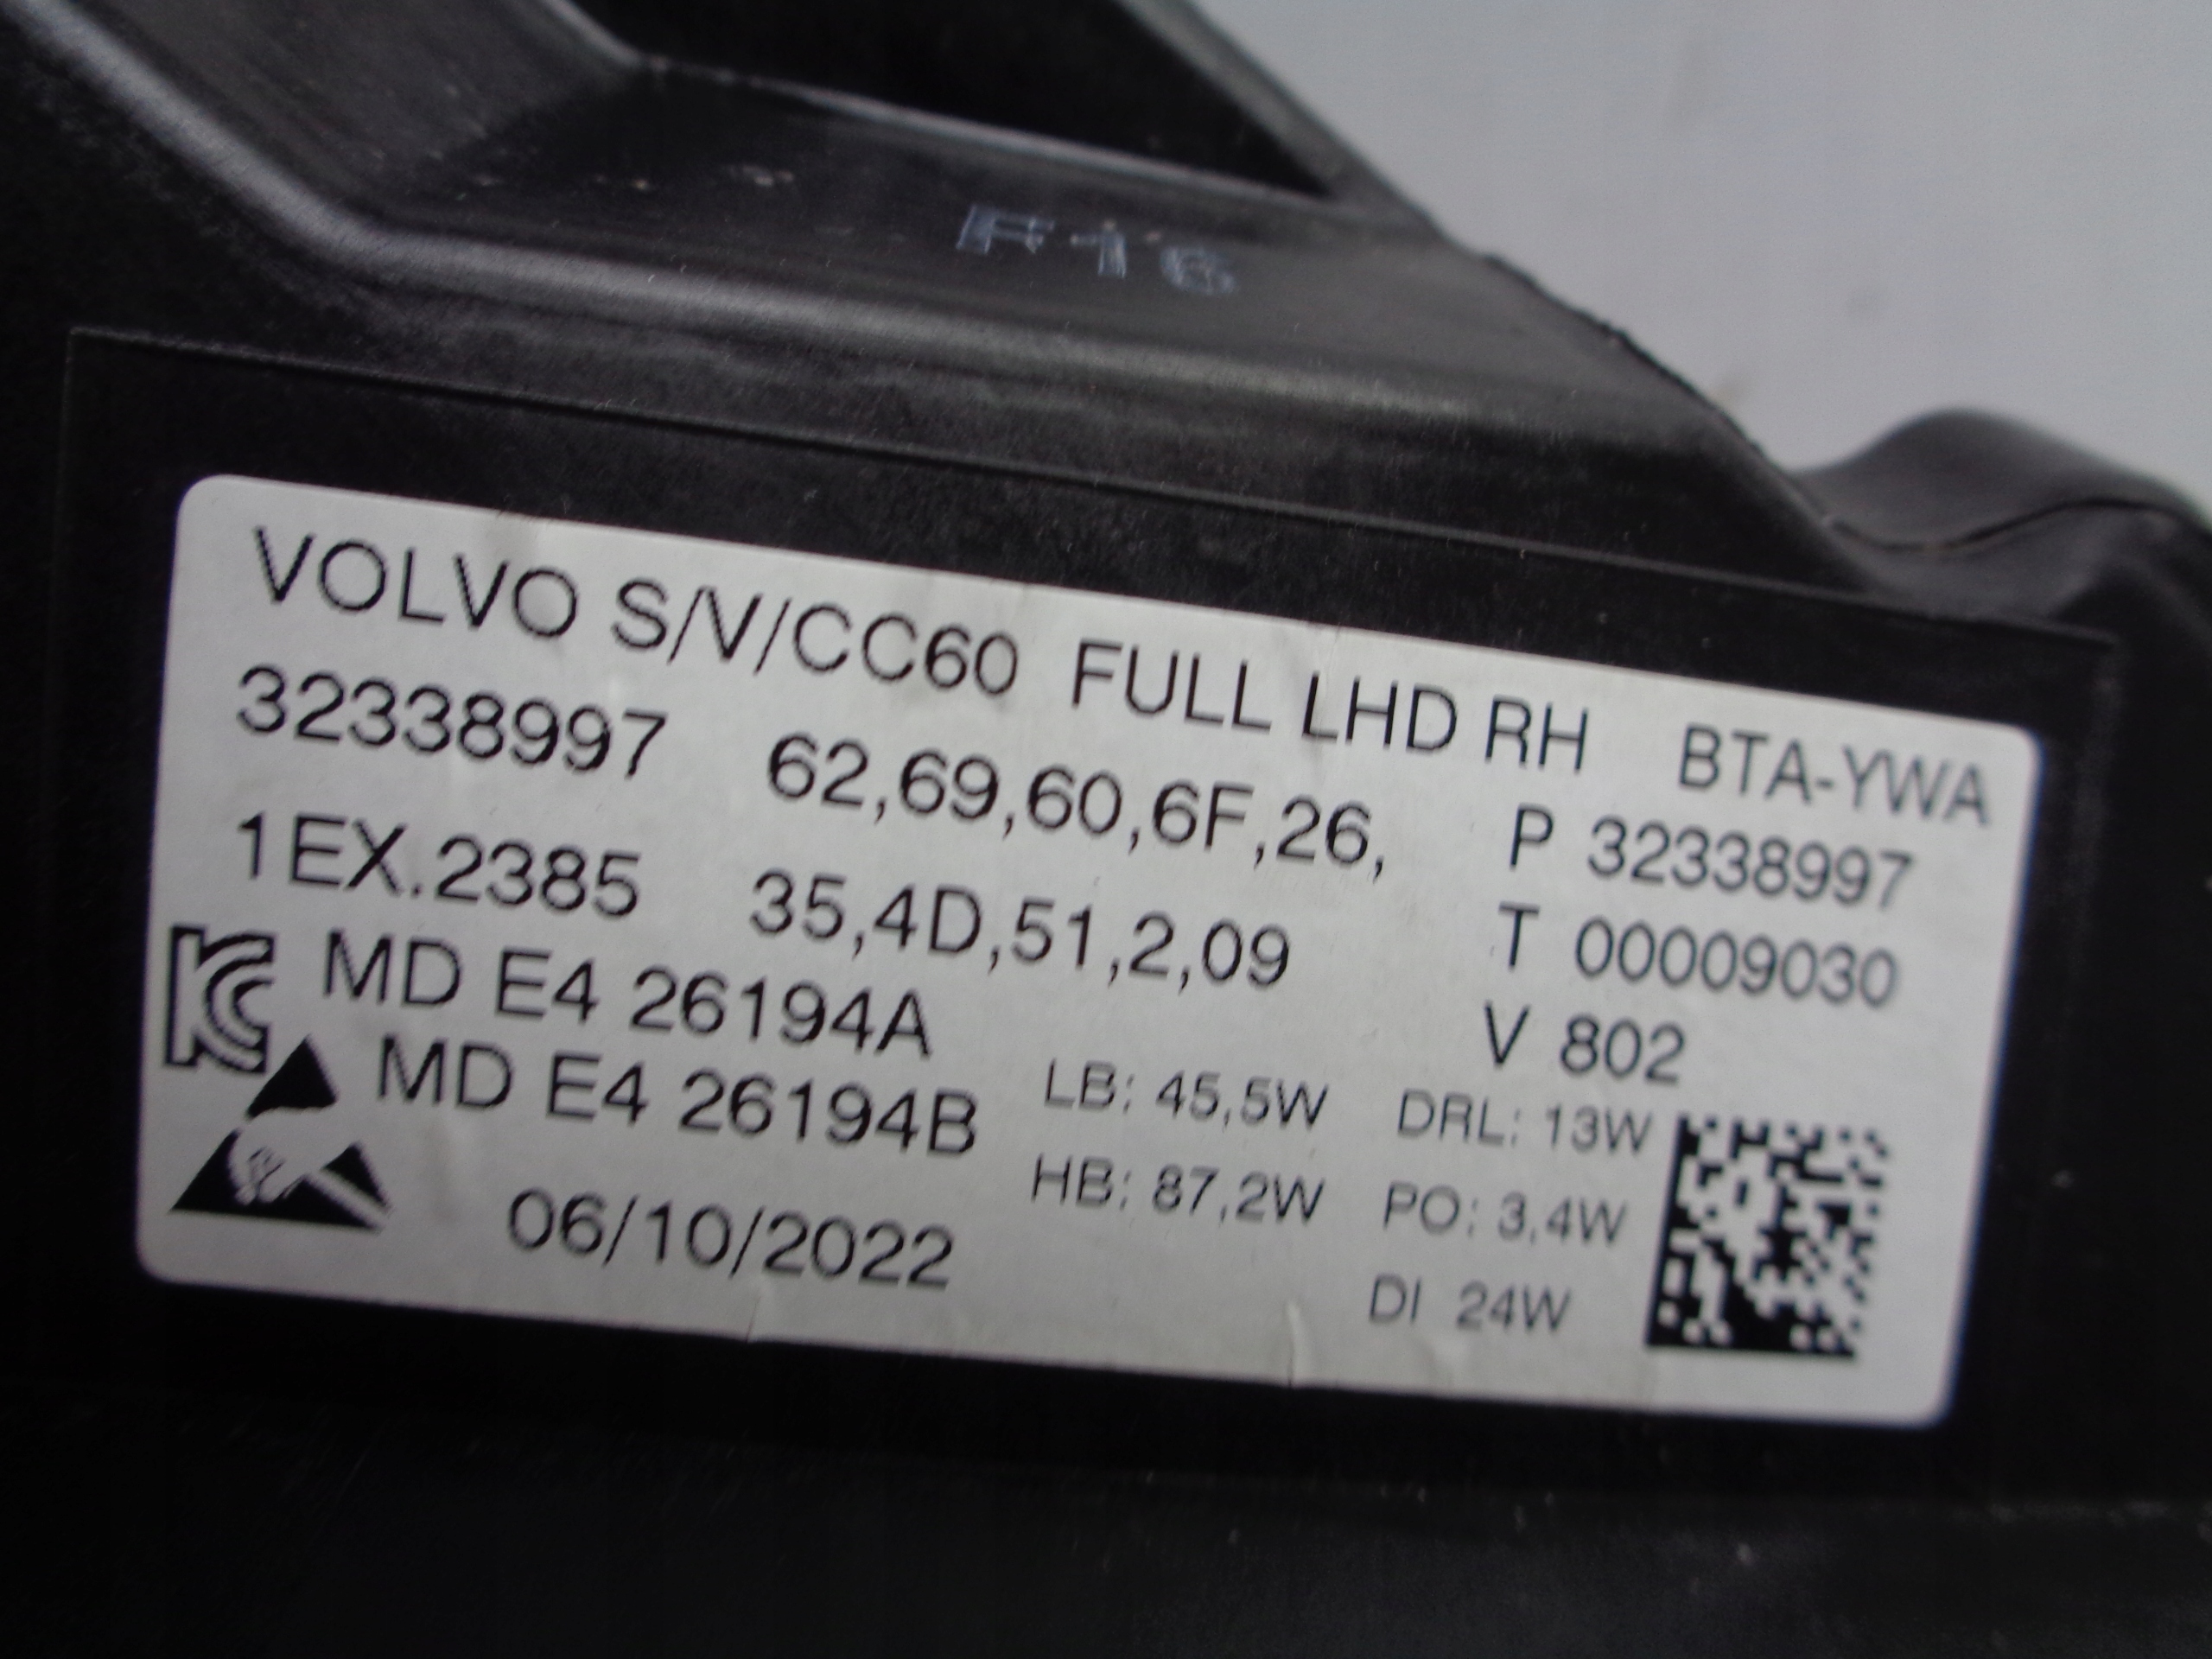 F16
VOLVO S/V/CC60 FULL LHD RH BTA-YWA
32338997 62,69,60,6F,26, P 32338997
1EX.2385 35,4D,51,2,09 T 00009030
MD E4 26194A V 802
MD E4 26194B LB: 45,5W DRL: 13W
HB: 87,2W PO: 3,4W
06/10/2022 DI 24W